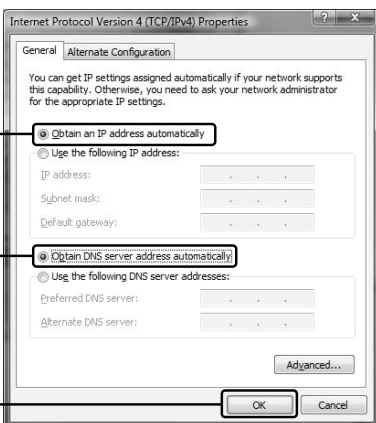 Internet Protocol Version 4 (TCP/IPv4) Properties
General Alternate Configuration
You can get IP settings assigned automatically if your network supports
this capability. Otherwise, you need to ask your network administrator
for the appropriate IP settings.
Obtain an IP address automatically
Use the following IP address:
IP address:
Subnet mask:
Default gateway:
Obtain DNS server address automatically
Use the following DNS server addresses:
Preferred DNS server:
Alternate DNS server:
Advanced...
OK Cancel